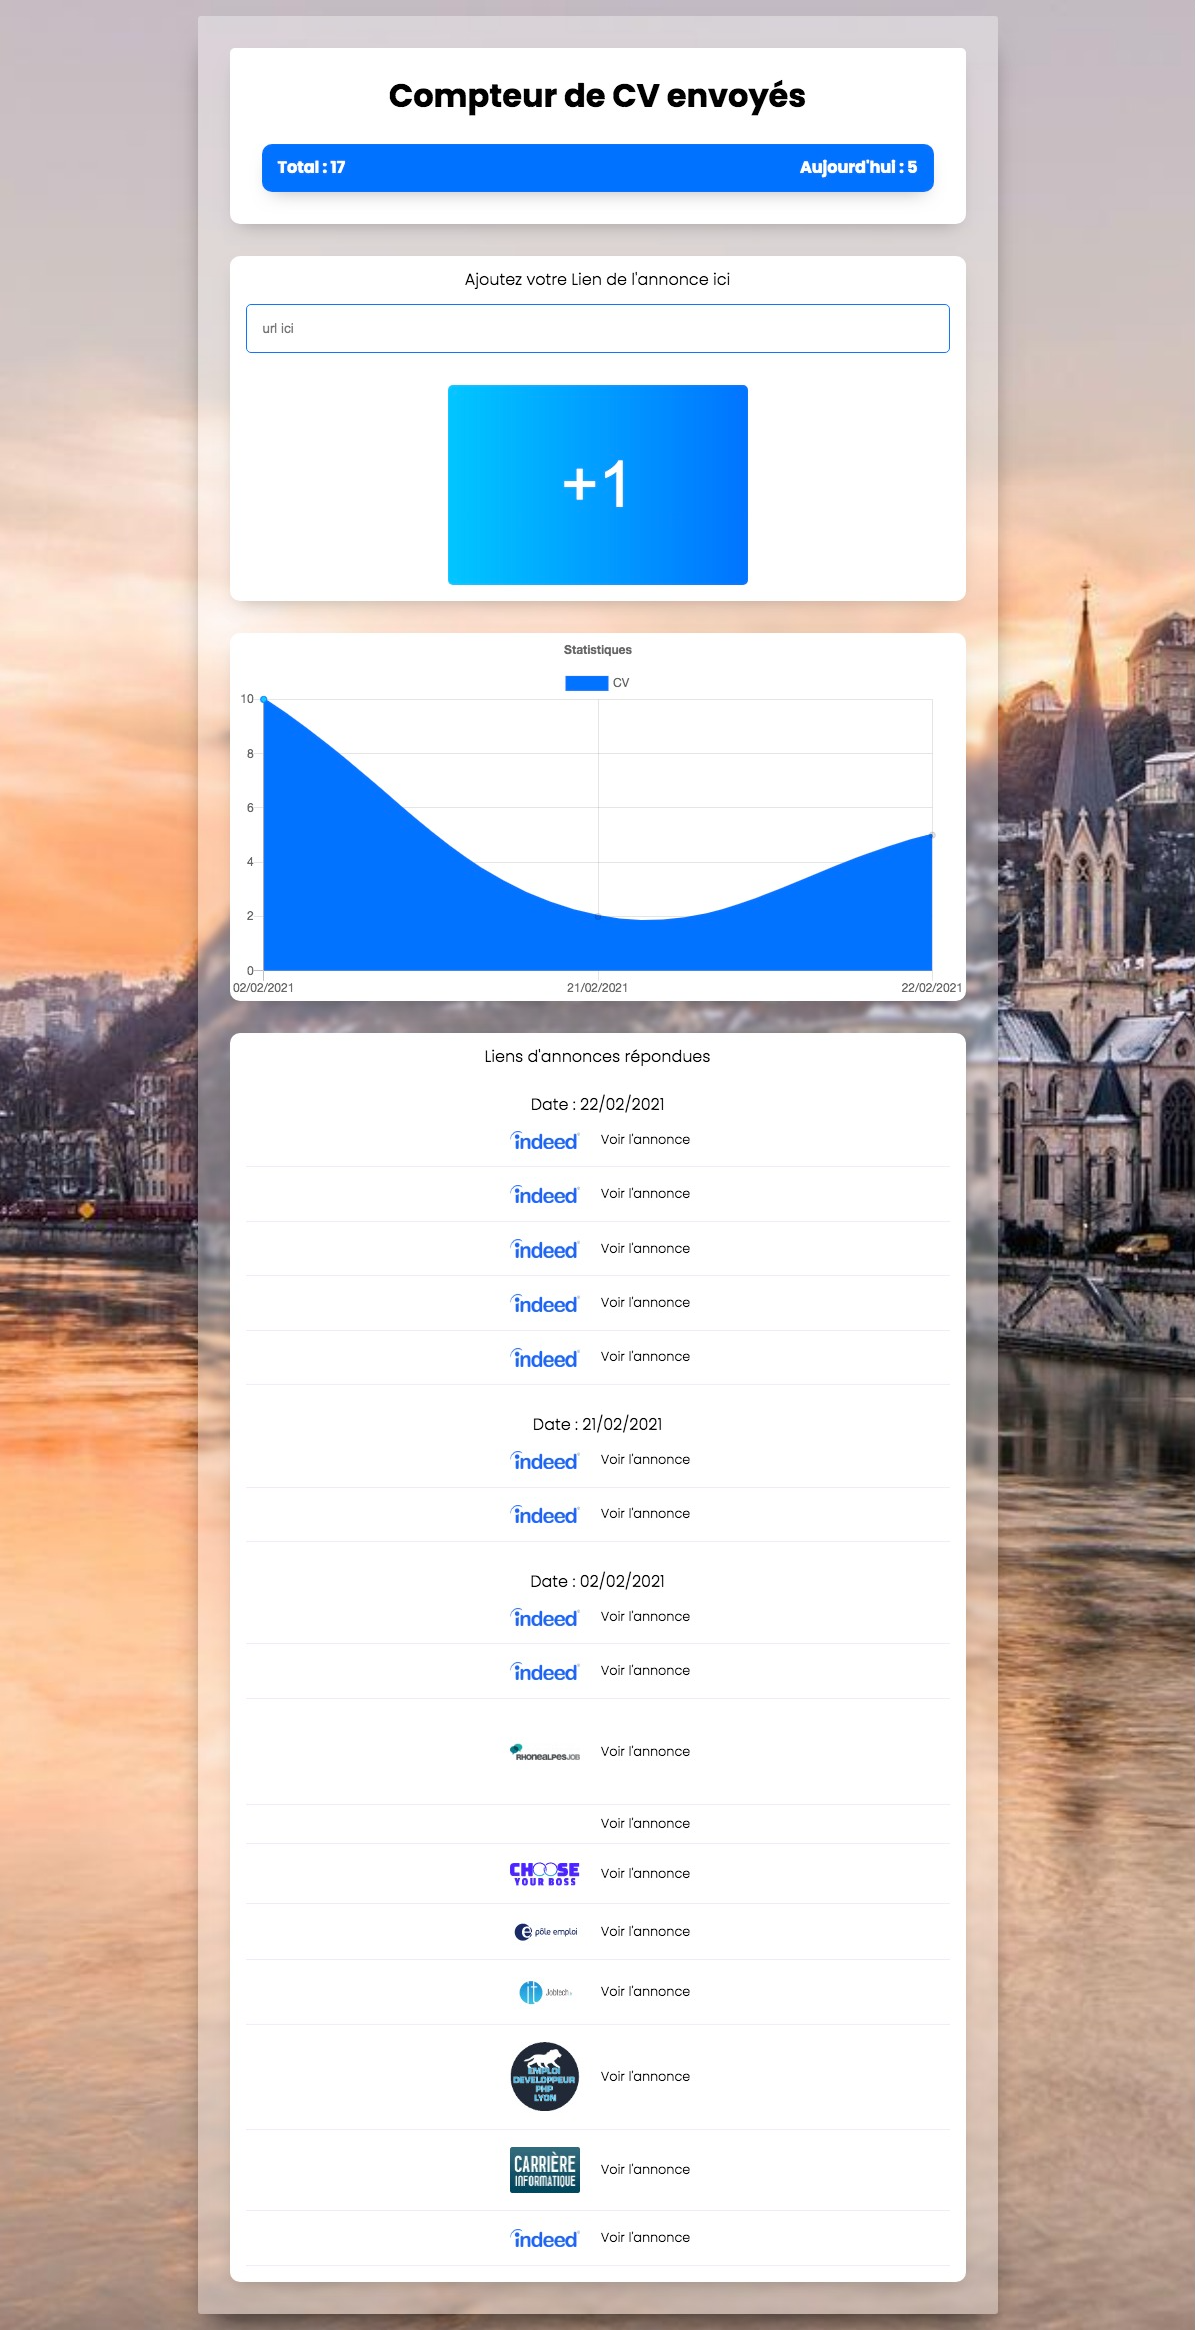 Compteur de CV envoyés
Total : 17
Aujourd'hui : 5
Ajoutez votre Lien de l'annonce ici
url ici
+1
Statistiques
CV
10
8
6
4
2
0
02/02/2021
21/02/2021
22/02/2021
Liens d'annonces répondues
Date : 22/02/2021
indeed Voir l'annonce
indeed Voir l'annonce
indeed Voir l'annonce
indeed Voir l'annonce
indeed Voir l'annonce
Date : 21/02/2021
indeed Voir l'annonce
indeed Voir l'annonce
Date : 02/02/2021
indeed Voir l'annonce
indeed Voir l'annonce
RHONEALPESJOB Voir l'annonce
Voir l'annonce
CHOOSE
YOUR BOSS
Voir l'annonce
pôle emploi Voir l'annonce
Jobtech Voir l'annonce
EMPLOI
DEVELOPPEUR
PHP
LYON
Voir l'annonce
CARRIÈRE
INFORMATIQUE
Voir l'annonce
indeed Voir l'annonce